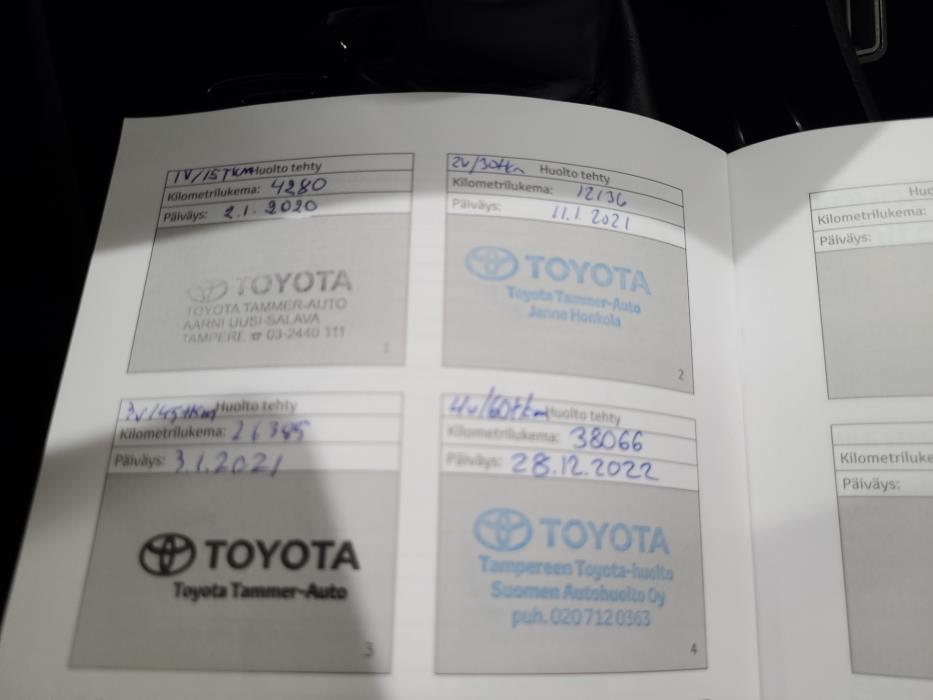 1V/15TKM Huolto tehty
Kilometrilukema: 4280
Päiväys: 2.1.2020
TOYOTA
TOYOTA TAMMER-AUTO
AARNI UUSI-SALAVA
TAMPERE ☎ 03-2440 111
1
2v/30tkm Huolto tehty
Kilometrilukema: 12136
Päiväys: 11.1.2021
TOYOTA
Toyota Tammer-Auto
Janne Honkola
2
3v/45tkm Huolto tehty
Kilometrilukema: 26385
Päiväys: 3.1.2021
TOYOTA
Toyota Tammer-Auto
3
4v/60tkm Huolto tehty
Kilometrilukema: 38066
Päiväys: 28.12.2022
TOYOTA
Tampereen Toyota-huolto
Suomen Autohuolto Oy
puh. 020 712 0363
4
Huo
Kilometrilukema:
Päiväys:
Kilometriluke
Päiväys: